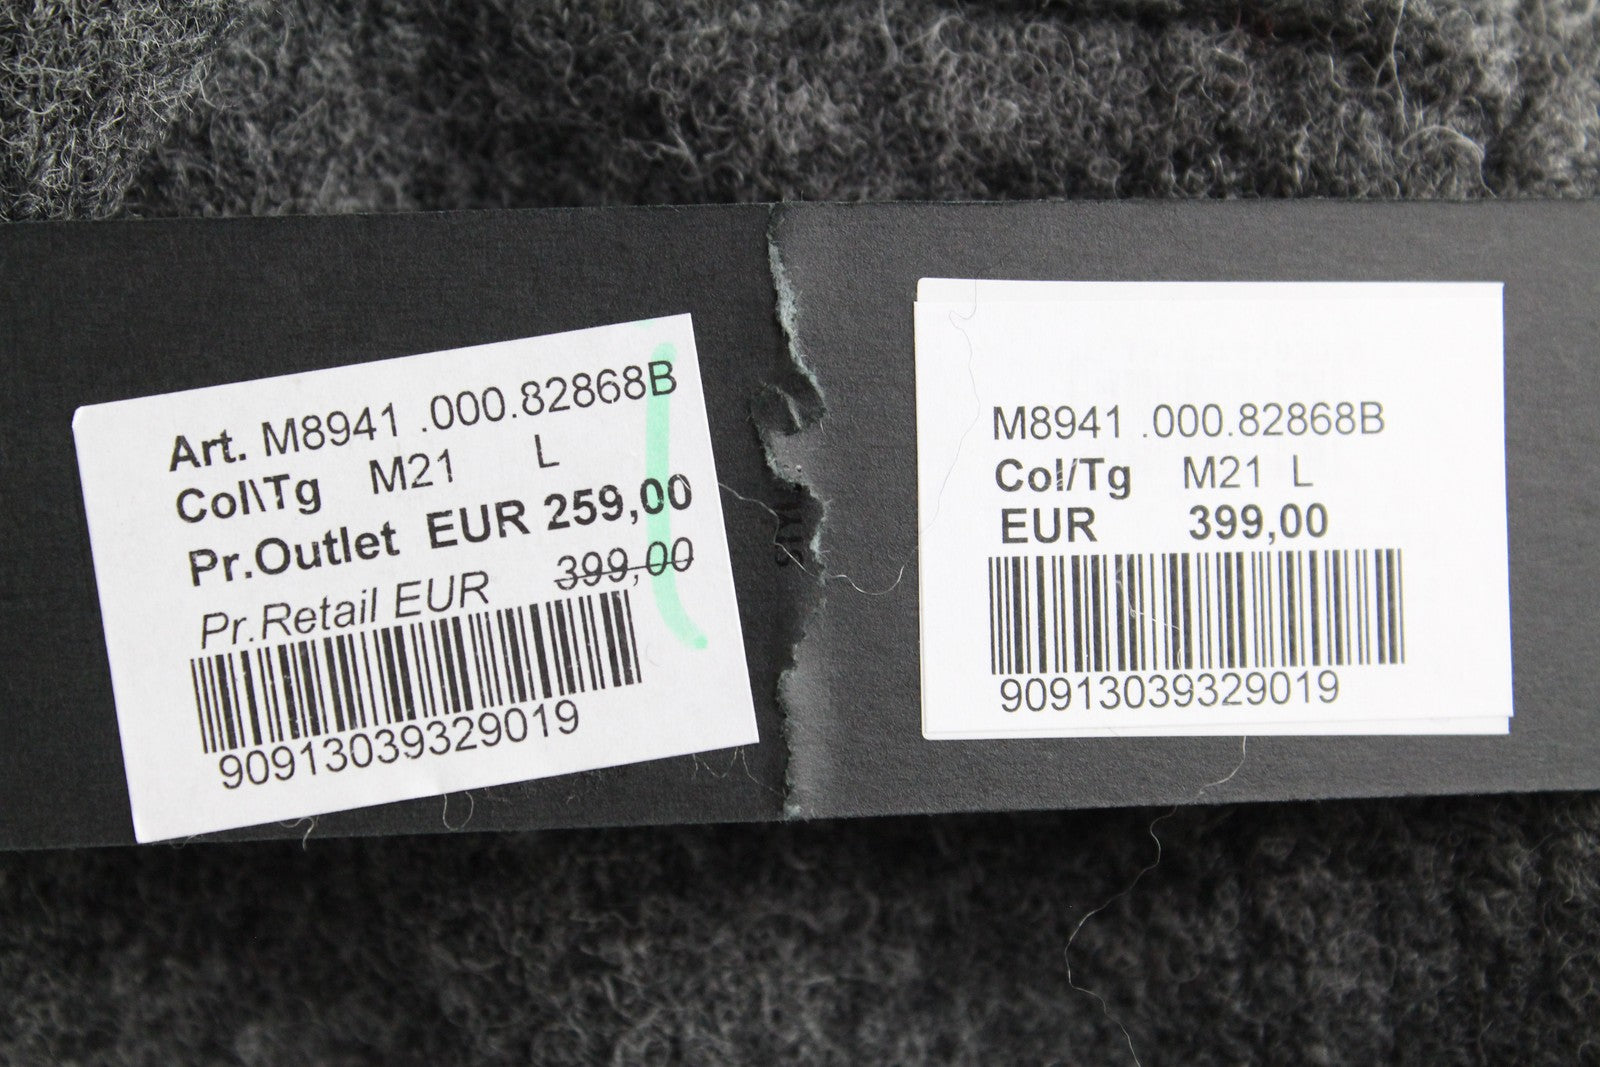 Art. M8941 .000.82868B
Col\Tg M21 L
Pr.Outlet EUR 259,00
Pr.Retail EUR 399,00
90913039329019
M8941 .000.82868B
Col/Tg M21 L
EUR 399,00
90913039329019